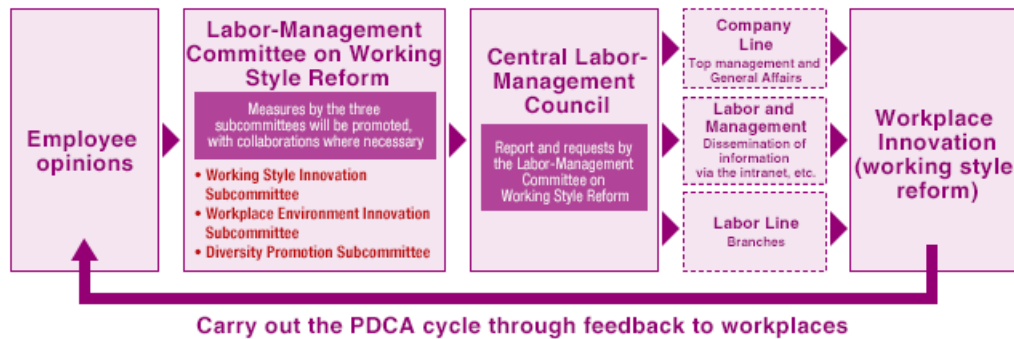 Employee
opinions
Labor-Management
Committee on Working
Style Reform
Measures by the three
subcommittees will be promoted,
with collaborations where necessary
• Working Style Innovation
Subcommittee
• Workplace Environment Innovation
Subcommittee
• Diversity Promotion Subcommittee
Central Labor-
Management
Council
Report and requests by
the Labor-Management
Committee on
Working Style Reform
Company
Line
Top management and
General Affairs
Labor and
Management
Dissemination of
information
via the intranet, etc.
Labor Line
Branches
Workplace
Innovation
(working style
reform)
Carry out the PDCA cycle through feedback to workplaces